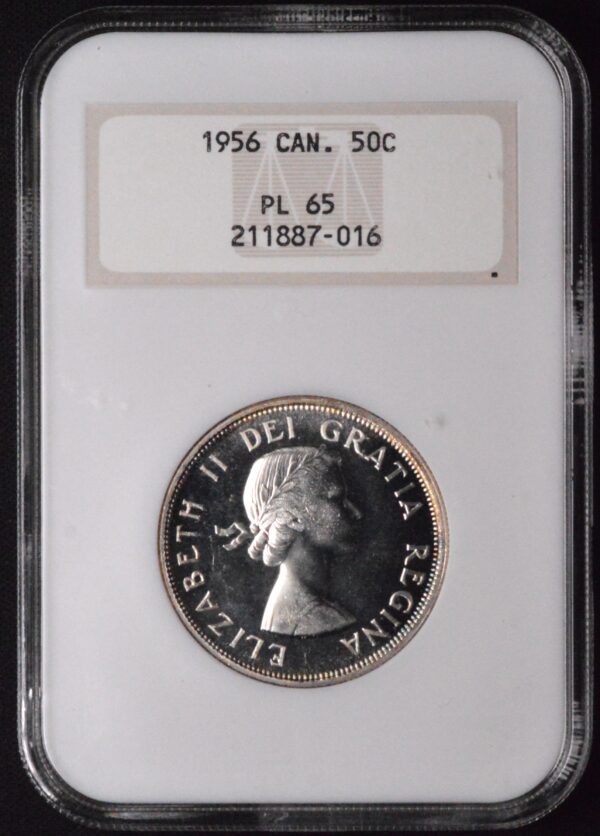 1956 CAN. 50C
PL 65
211887-016
ELIZABETH II DEI GRATIA REGINA